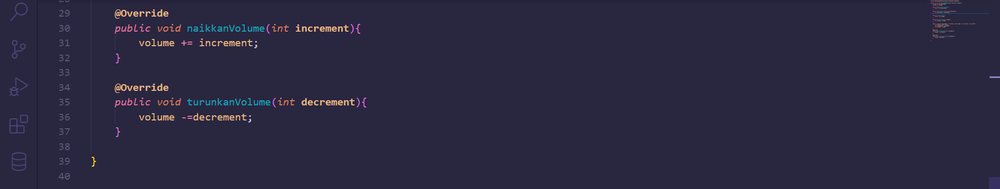 29 @Override
30 public void naikkanVolume(int increment){
31 volume += increment;
32 }
33
34 @Override
35 public void turunkanVolume(int decrement){
36 volume -=decrement;
37 }
38
39 }
40